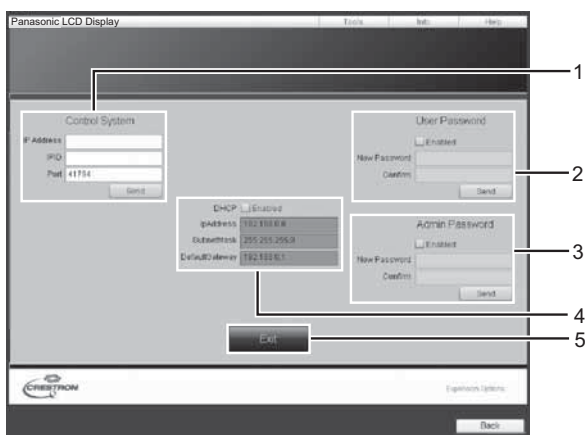 Panasonic LCD Display
Tools Info Help
1
Control System
IP Address
IPID
Port 41794
Send
User Password
Enabled
New Password
Confirm
Send
2
DHCP Enabled
IpAddress 192.168.0.8
SubnetMask 255.255.255.0
DefaultGateway 192.168.0.1
Admin Password
Enabled
New Password
Confirm
Send
3
4
Exit
5
CRESTRON
Expansion Options
Back